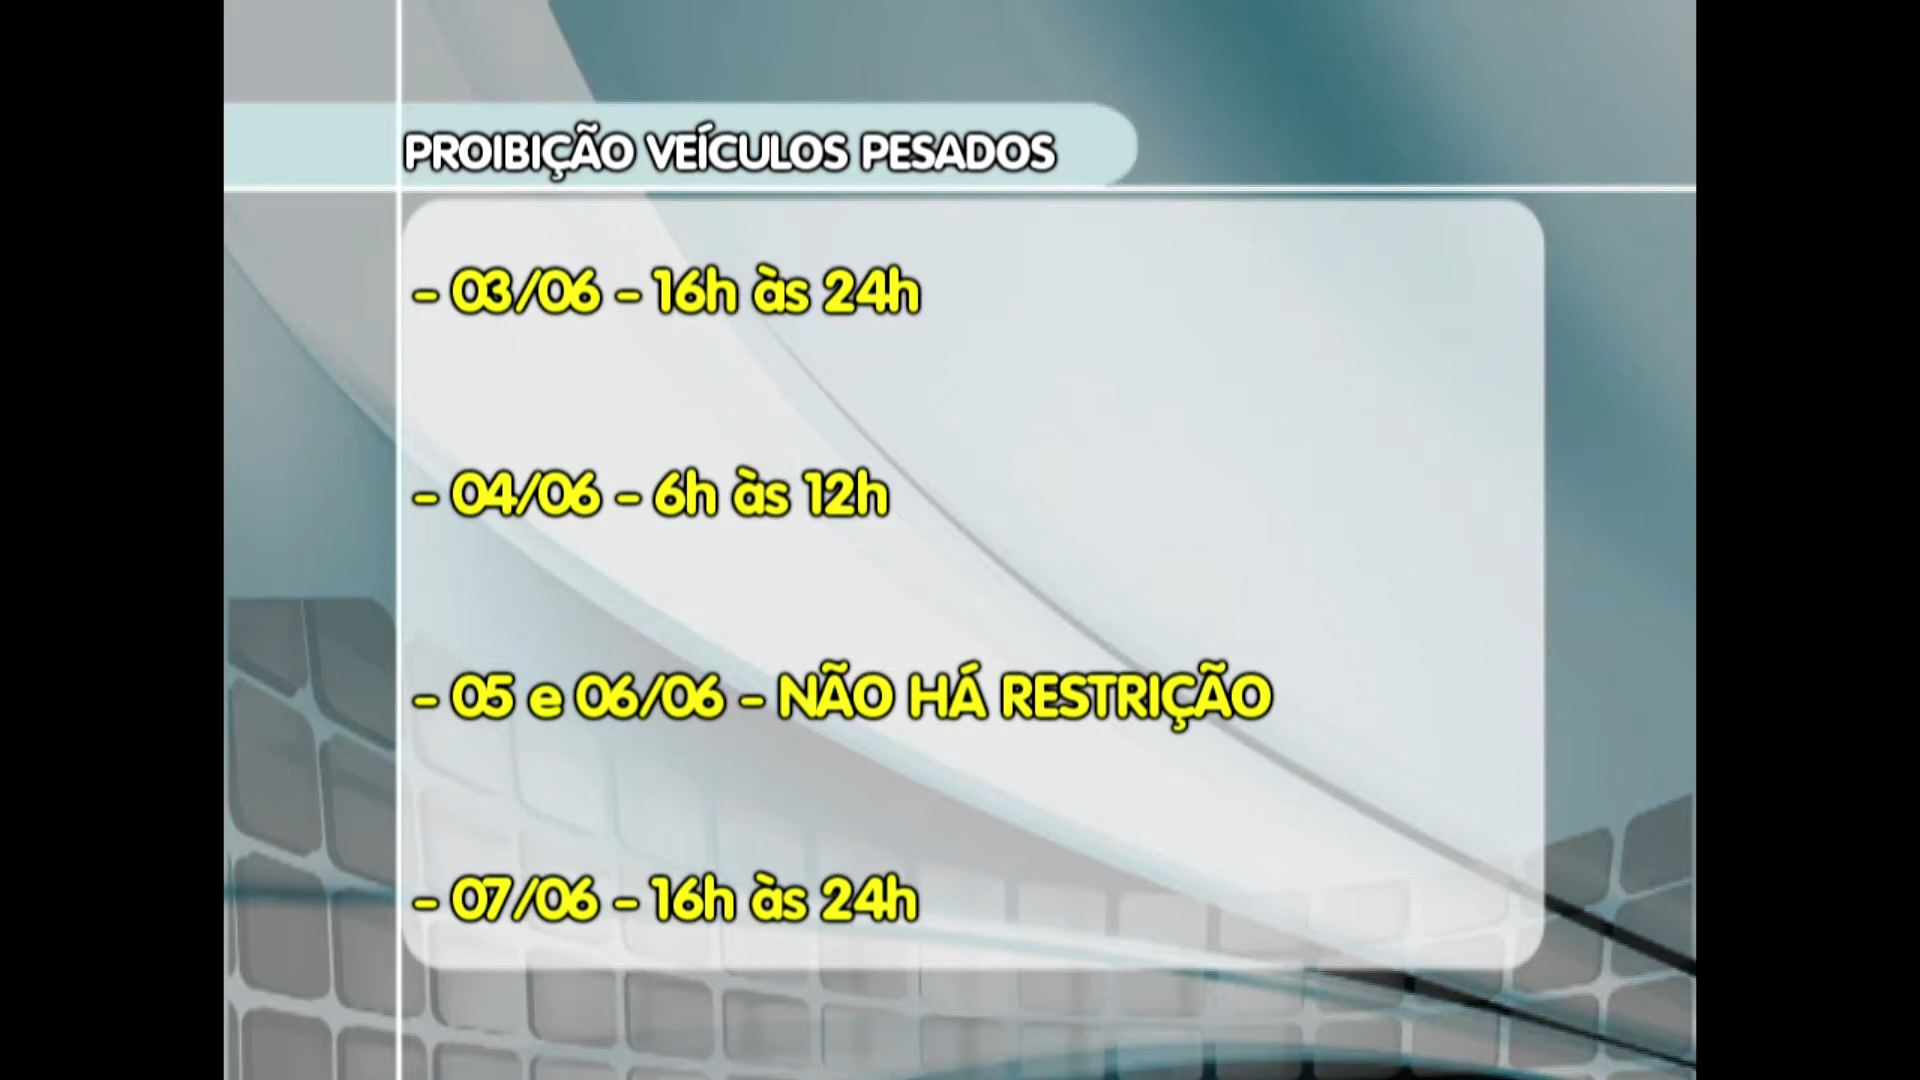 PROIBIÇÃO VEÍCULOS PESADOS
- 03/06 - 16h às 24h
- 04/06 - 6h às 12h
- 05 e 06/06 - NÃO HÁ RESTRIÇÃO
- 07/06 - 16h às 24h